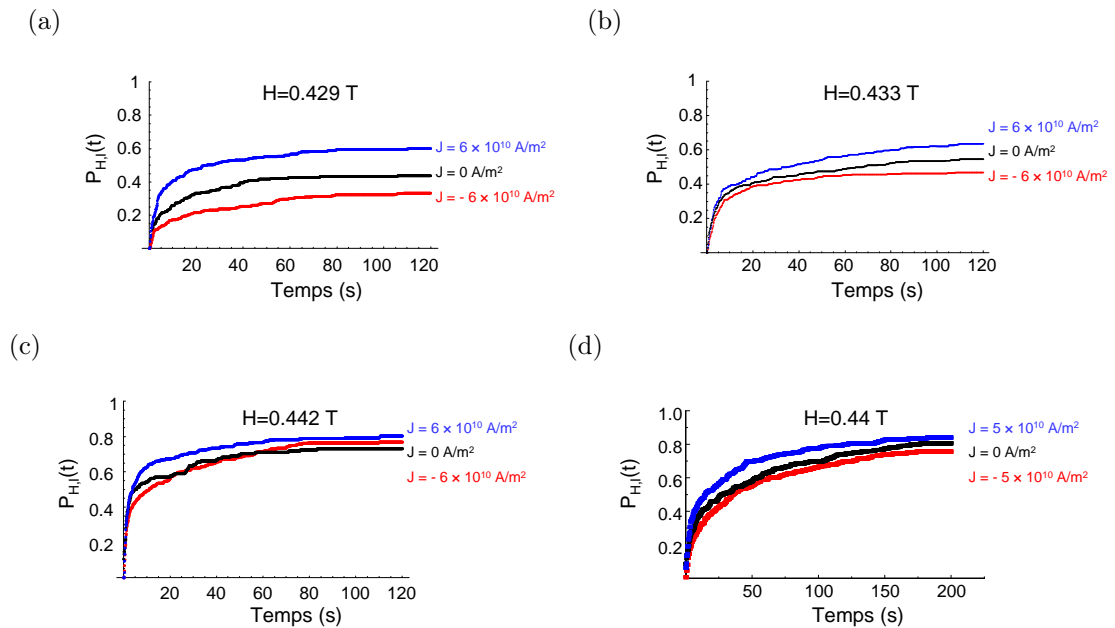 (a)
H=0.429 T
P_{H,I}(t)
1
0.8
0.6
0.4
0.2
J = 6 × 10^{10} A/m^2
J = 0 A/m^2
J = - 6 × 10^{10} A/m^2
20 40 60 80 100 120
Temps (s)
(b)
H=0.433 T
P_{H,I}(t)
1
0.8
0.6
0.4
0.2
J = 6 × 10^{10} A/m^2
J = 0 A/m^2
J = - 6 × 10^{10} A/m^2
20 40 60 80 100 120
Temps (s)
(c)
H=0.442 T
P_{H,I}(t)
1
0.8
0.6
0.4
0.2
J = 6 × 10^{10} A/m^2
J = 0 A/m^2
J = - 6 × 10^{10} A/m^2
20 40 60 80 100 120
Temps (s)
(d)
H=0.44 T
P_{H,I}(t)
1.0
0.8
0.6
0.4
0.2
J = 5 × 10^{10} A/m^2
J = 0 A/m^2
J = - 5 × 10^{10} A/m^2
50 100 150 200
Temps (s)